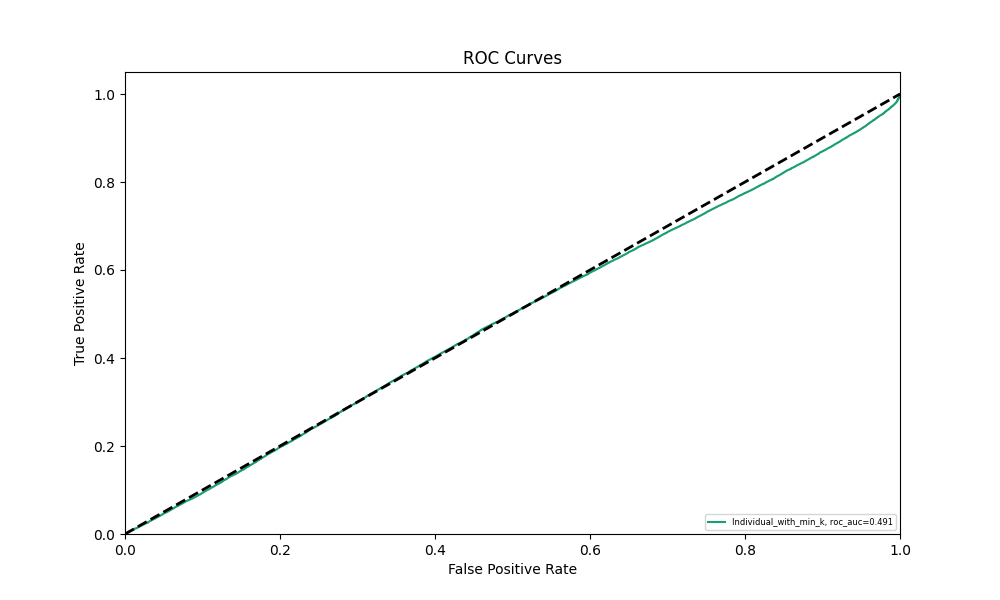 ROC Curves
True Positive Rate
1.0
0.8
0.6
0.4
0.2
0.0
Individual_with_min_k, roc_auc=0.491
0.0 0.2 0.4 0.6 0.8 1.0
False Positive Rate